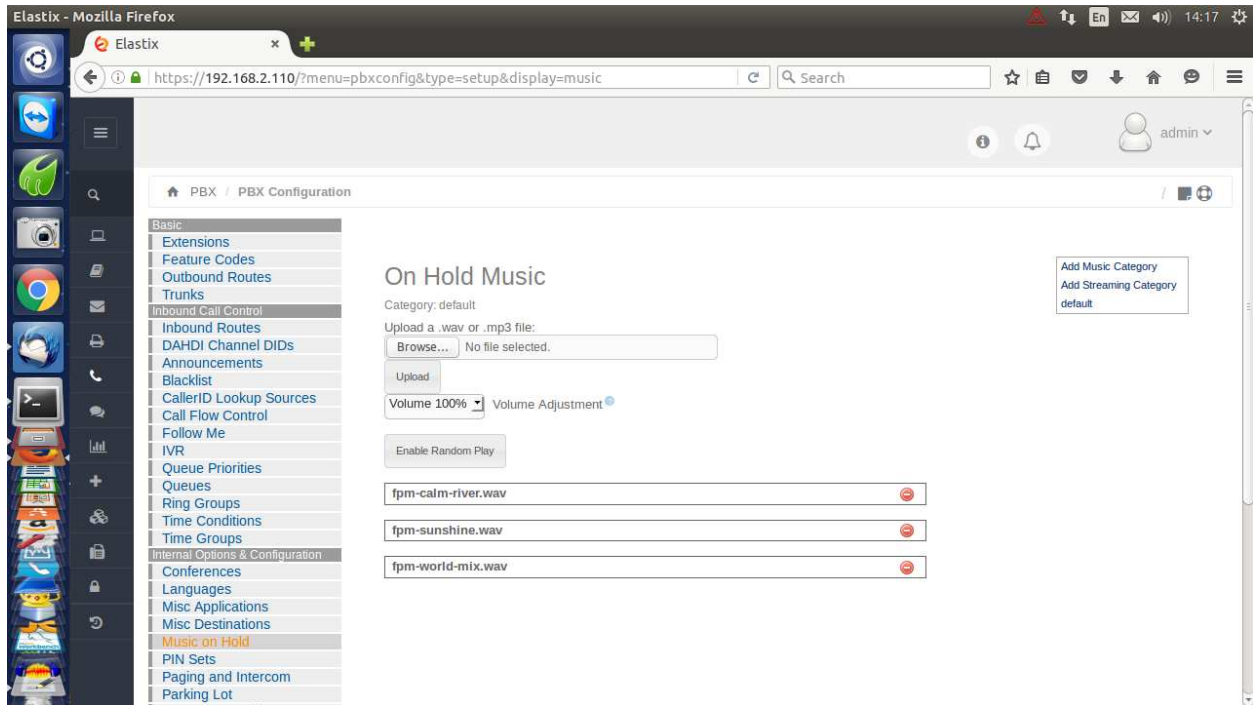 Elastix - Mozilla Firefox
En
14:17
Elastix
https://192.168.2.110/?menu=pbxconfig&type=setup&display=music
Search
admin
PBX / PBX Configuration
/
Basic
Extensions
Feature Codes
Outbound Routes
Trunks
Inbound Call Control
Inbound Routes
DAHDI Channel DIDs
Announcements
Blacklist
CallerID Lookup Sources
Call Flow Control
Follow Me
IVR
Queue Priorities
Queues
Ring Groups
Time Conditions
Time Groups
Internal Options & Configuration
Conferences
Languages
Misc Applications
Misc Destinations
Music on Hold
PIN Sets
Paging and Intercom
Parking Lot
On Hold Music
Category: default
Upload a .wav or .mp3 file:
Browse... No file selected.
Upload
Volume 100% Volume Adjustment
Enable Random Play
fpm-calm-river.wav
fpm-sunshine.wav
fpm-world-mix.wav
Add Music Category
Add Streaming Category
default